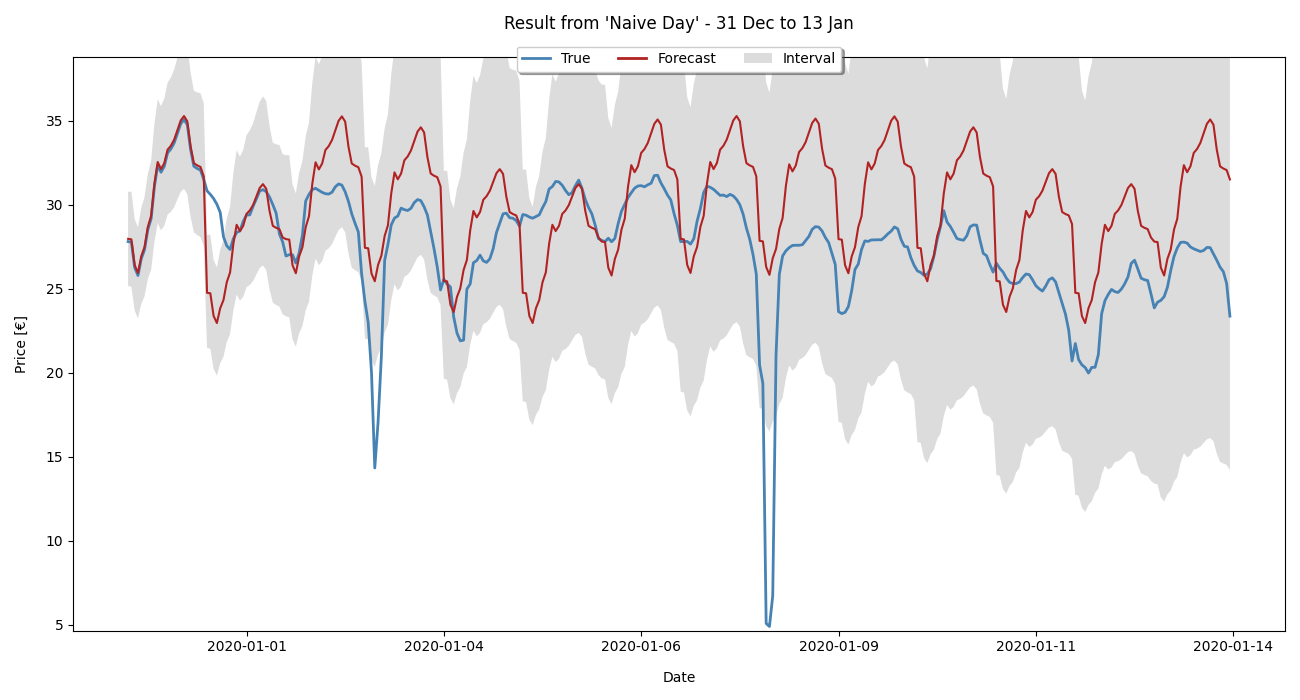 Result from 'Naive Day' - 31 Dec to 13 Jan
True Forecast Interval
35
30
25
20
15
10
5
Price [€]
2020-01-01 2020-01-04 2020-01-06 2020-01-09 2020-01-11 2020-01-14
Date